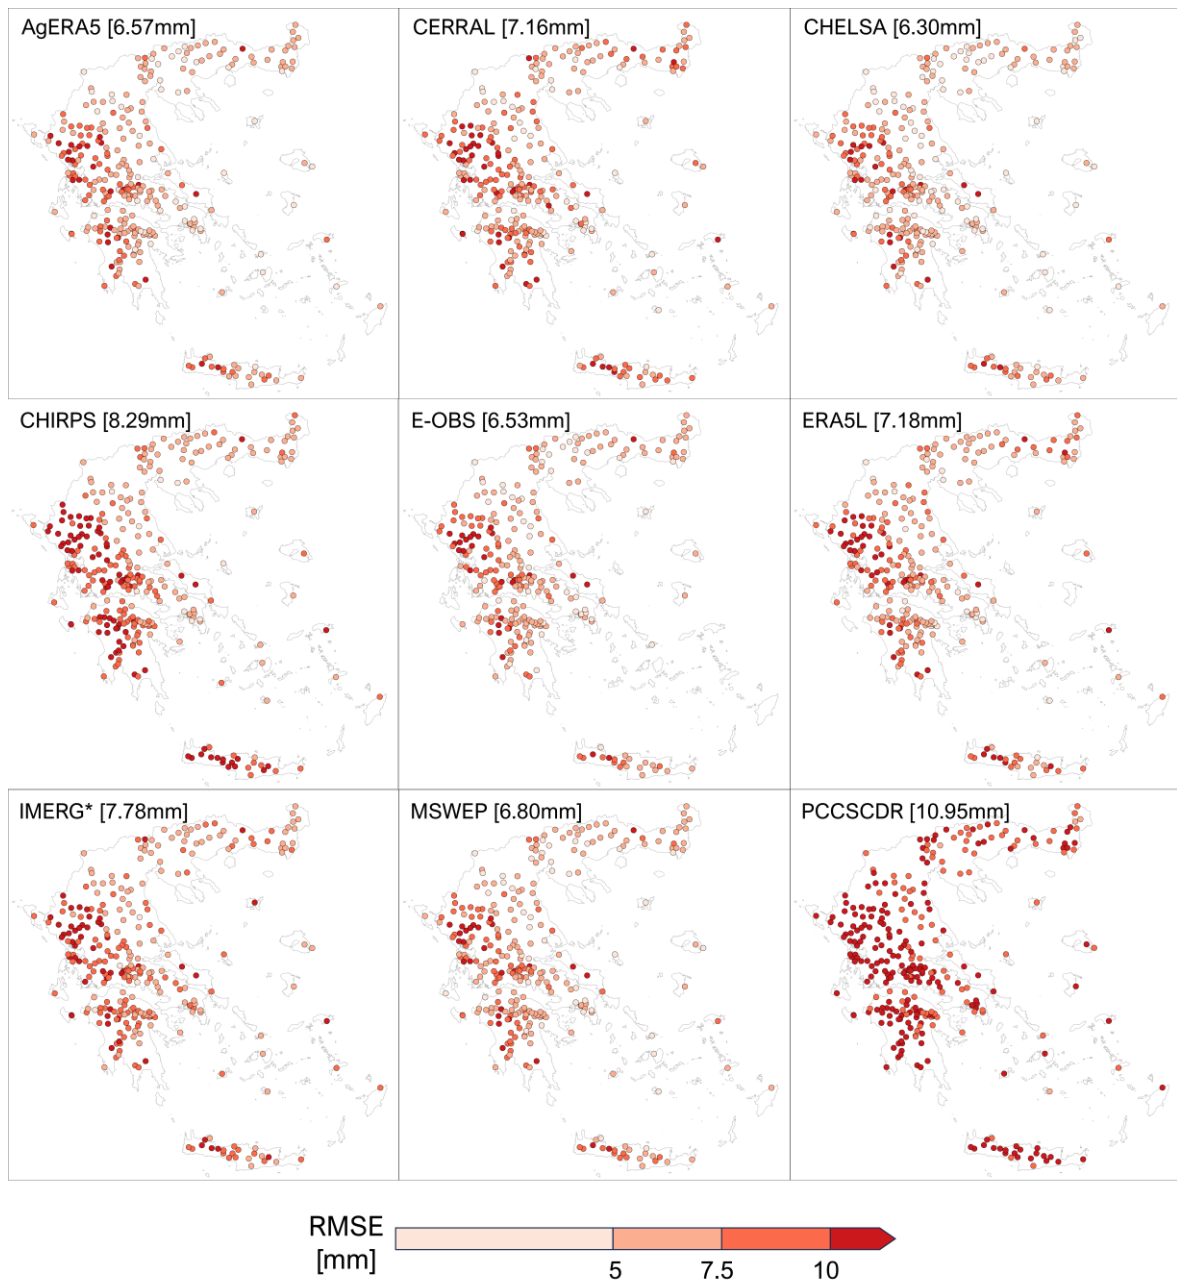 AgERA5 [6.57mm]
CERRAL [7.16mm]
CHELSA [6.30mm]
CHIRPS [8.29mm]
E-OBS [6.53mm]
ERA5L [7.18mm]
IMERG* [7.78mm]
MSWEP [6.80mm]
PCCSCDR [10.95mm]
RMSE
[mm]
5
7.5
10